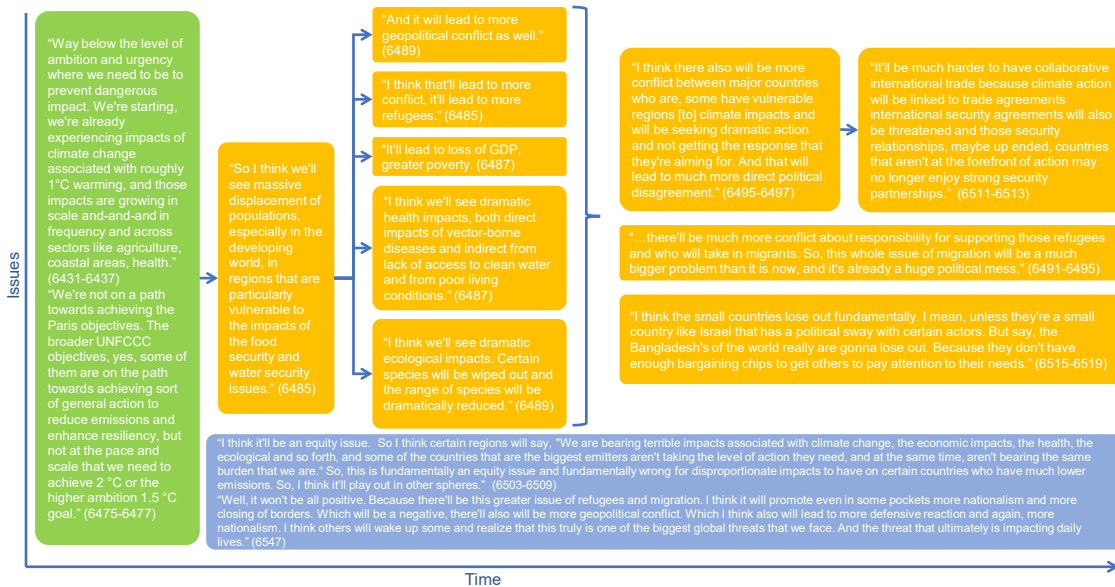 Issues
“Way below the level of
ambition and urgency
where we need to be to
prevent dangerous
impact. We're starting,
we're already
experiencing impacts of
climate change
associated with roughly
1°C warming, and those
impacts are growing in
scale and-and-and in
frequency and across
sectors like agriculture,
coastal areas, health.”
(6431-6437)
“We're not on a path
towards achieving the
Paris objectives. The
broader UNFCCC
objectives, yes, some of
them are on the path
towards achieving sort
of general action to
reduce emissions and
enhance resiliency, but
not at the pace and
scale that we need to
achieve 2 °C or the
higher ambition 1.5 °C
goal.” (6475-6477)
“So I think we'll
see massive
displacement of
populations,
especially in the
developing
world, in
regions that are
particularly
vulnerable to
the impacts of
the food
security and
water security
issues.” (6485)
“And it will lead to more
geopolitical conflict as well.”
(6489)
“I think that'll lead to more
conflict, it'll lead to more
refugees.” (6485)
“It'll lead to loss of GDP,
greater poverty. (6487)
“I think we'll see dramatic
health impacts, both direct
impacts of vector-borne
diseases and indirect from
lack of access to clean water
and from poor living
conditions.” (6487)
“I think we'll see dramatic
ecological impacts. Certain
species will be wiped out and
the range of species will be
dramatically reduced.” (6489)
“I think there also will be more
conflict between major countries
who are, some have vulnerable
regions [to] climate impacts and
will be seeking dramatic action
and not getting the response that
they're aiming for. And that will
lead to much more direct political
disagreement.” (6495-6497)
“It'll be much harder to have collaborative
international trade because climate action
will be linked to trade agreements
international security agreements will also
be threatened and those security
relationships, maybe up ended, countries
that aren't at the forefront of action may
no longer enjoy strong security
partnerships.” (6511-6513)
“…there'll be much more conflict about responsibility for supporting those refugees
and who will take in migrants. So, this whole issue of migration will be a much
bigger problem than it is now, and it's already a huge political mess.” (6491-6495)
“I think the small countries lose out fundamentally. I mean, unless they're a small
country like Israel that has a political sway with certain actors. But say, the
Bangladesh's of the world really are gonna lose out. Because they don't have
enough bargaining chips to get others to pay attention to their needs.” (6515-6519)
“I think it'll be an equity issue.  So I think certain regions will say, "We are bearing terrible impacts associated with climate change, the economic impacts, the health, the
ecological and so forth, and some of the countries that are the biggest emitters aren't taking the level of action they need, and at the same time, aren't bearing the same
burden that we are.“ So, this is fundamentally an equity issue and fundamentally wrong for disproportionate impacts to have on certain countries who have much lower
emissions. So, I think it'll play out in other spheres.” (6503-6509)
“Well, it won't be all positive. Because there'll be this greater issue of refugees and migration. I think it will promote even in some pockets more nationalism and more
closing of borders. Which will be a negative, there'll also will be more geopolitical conflict. Which I think also will lead to more defensive reaction and again, more
nationalism. I think others will wake up some and realize that this truly is one of the biggest global threats that we face. And the threat that ultimately is impacting daily
lives.” (6547)
Time